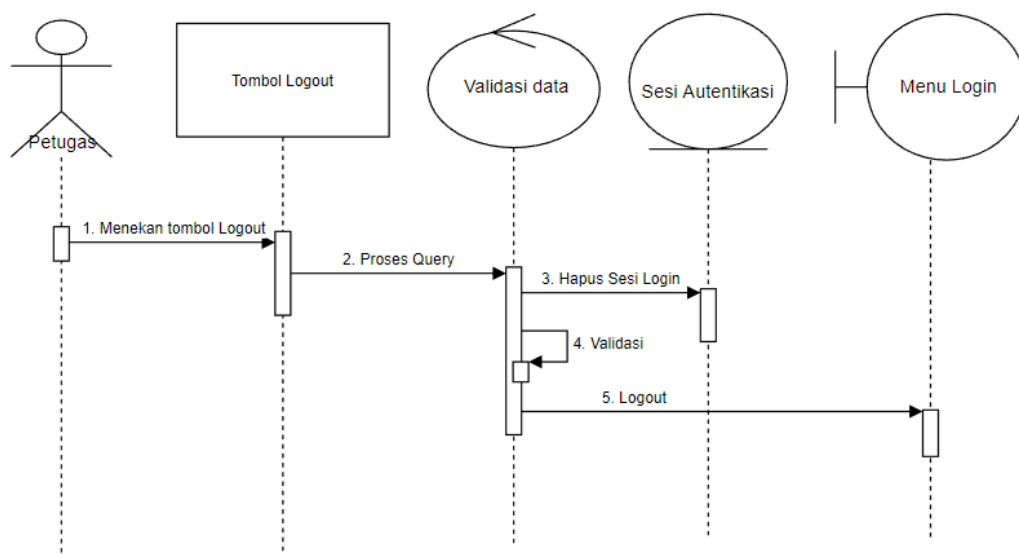 Petugas
Tombol Logout
Validasi data
Sesi Autentikasi
Menu Login
1. Menekan tombol Logout
2. Proses Query
3. Hapus Sesi Login
4. Validasi
5. Logout